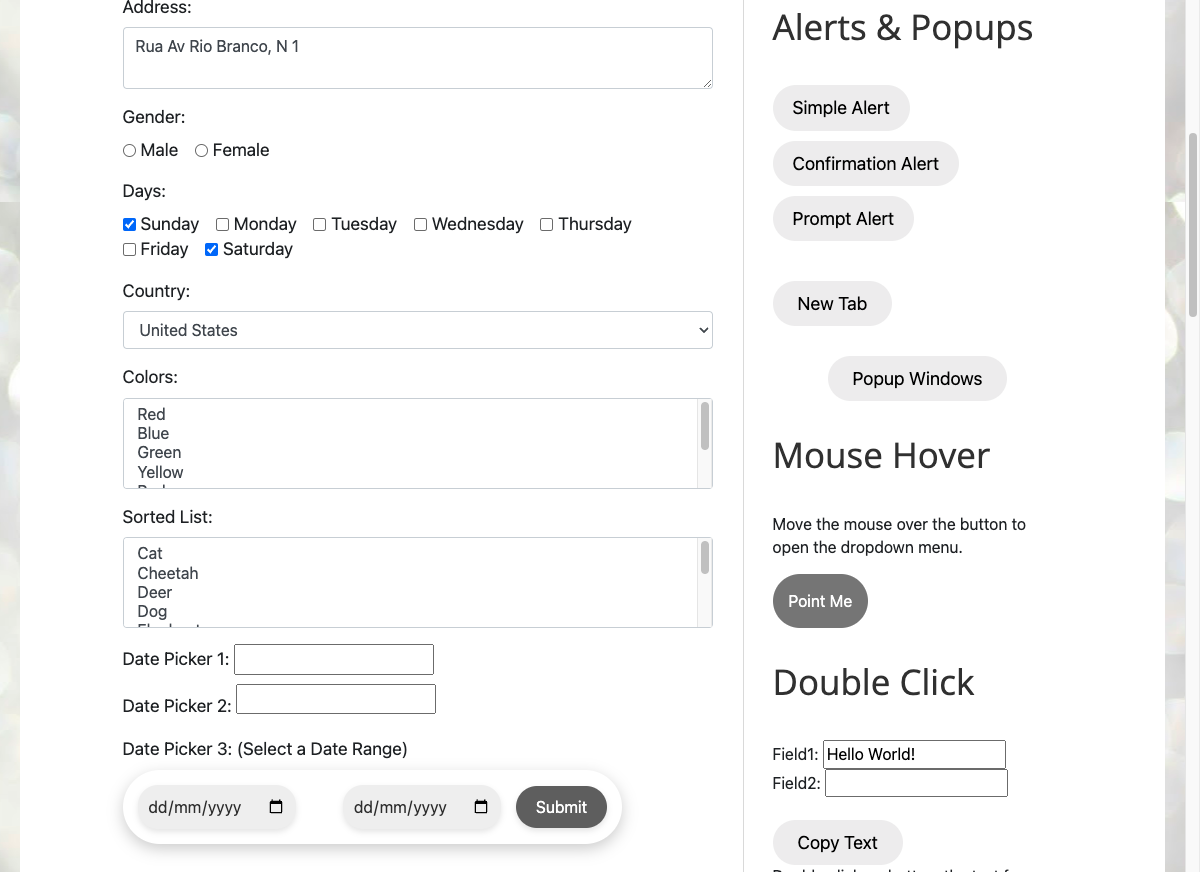 Address:
Rua Av Rio Branco, N 1
Gender:
Male Female
Days:
Sunday Monday Tuesday Wednesday Thursday
Friday Saturday
Country:
United States
Colors:
Red
Blue
Green
Yellow
Sorted List:
Cat
Cheetah
Deer
Dog
Date Picker 1:
Date Picker 2:
Date Picker 3: (Select a Date Range)
dd/mm/yyyy dd/mm/yyyy Submit
Alerts & Popups
Simple Alert
Confirmation Alert
Prompt Alert
New Tab
Popup Windows
Mouse Hover
Move the mouse over the button to
open the dropdown menu.
Point Me
Double Click
Field1: Hello World!
Field2:
Copy Text